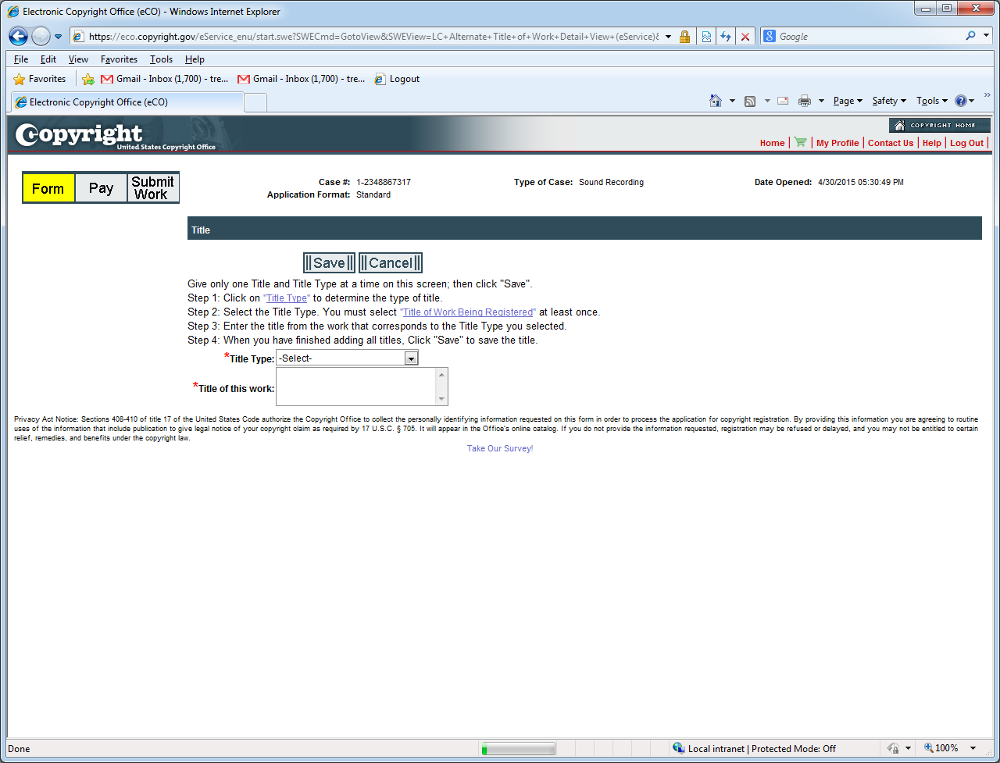 Electronic Copyright Office (eCO) - Windows Internet Explorer
https://eco.copyright.gov/eService_enu/start.swe?SWECmd=GotoView&SWEView=LC+Alternate+Title+of+Work+Detail+View+(eService)&
Google
File Edit View Favorites Tools Help
Favorites Gmail - Inbox (1,700) - tre... Gmail - Inbox (1,700) - tre... Logout
Electronic Copyright Office (eCO)
Page Safety Tools
Copyright
United States Copyright Office
COPYRIGHT HOME
Home | | My Profile | Contact Us | Help | Log Out |
Form Pay Submit Work
Case #: 1-2348867317 Type of Case: Sound Recording Date Opened: 4/30/2015 05:30:49 PM
Application Format: Standard
Title
Save Cancel
Give only one Title and Title Type at a time on this screen; then click "Save".
Step 1: Click on "Title Type" to determine the type of title.
Step 2: Select the Title Type. You must select "Title of Work Being Registered" at least once.
Step 3: Enter the title from the work that corresponds to the Title Type you selected.
Step 4: When you have finished adding all titles, Click "Save" to save the title.
*Title Type: -Select-
*Title of this work:
Privacy Act Notice: Sections 408-410 of title 17 of the United States Code authorize the Copyright Office to collect the personally identifying information requested on this form in order to process the application for copyright registration. By providing this information you are agreeing to routine
uses of the information that include publication to give legal notice of your copyright claim as required by 17 U.S.C. § 705. It will appear in the Office's online catalog. If you do not provide the information requested, registration may be refused or delayed, and you may not be entitled to certain
relief, remedies, and benefits under the copyright law.
Take Our Survey!
Done Local intranet | Protected Mode: Off 100%